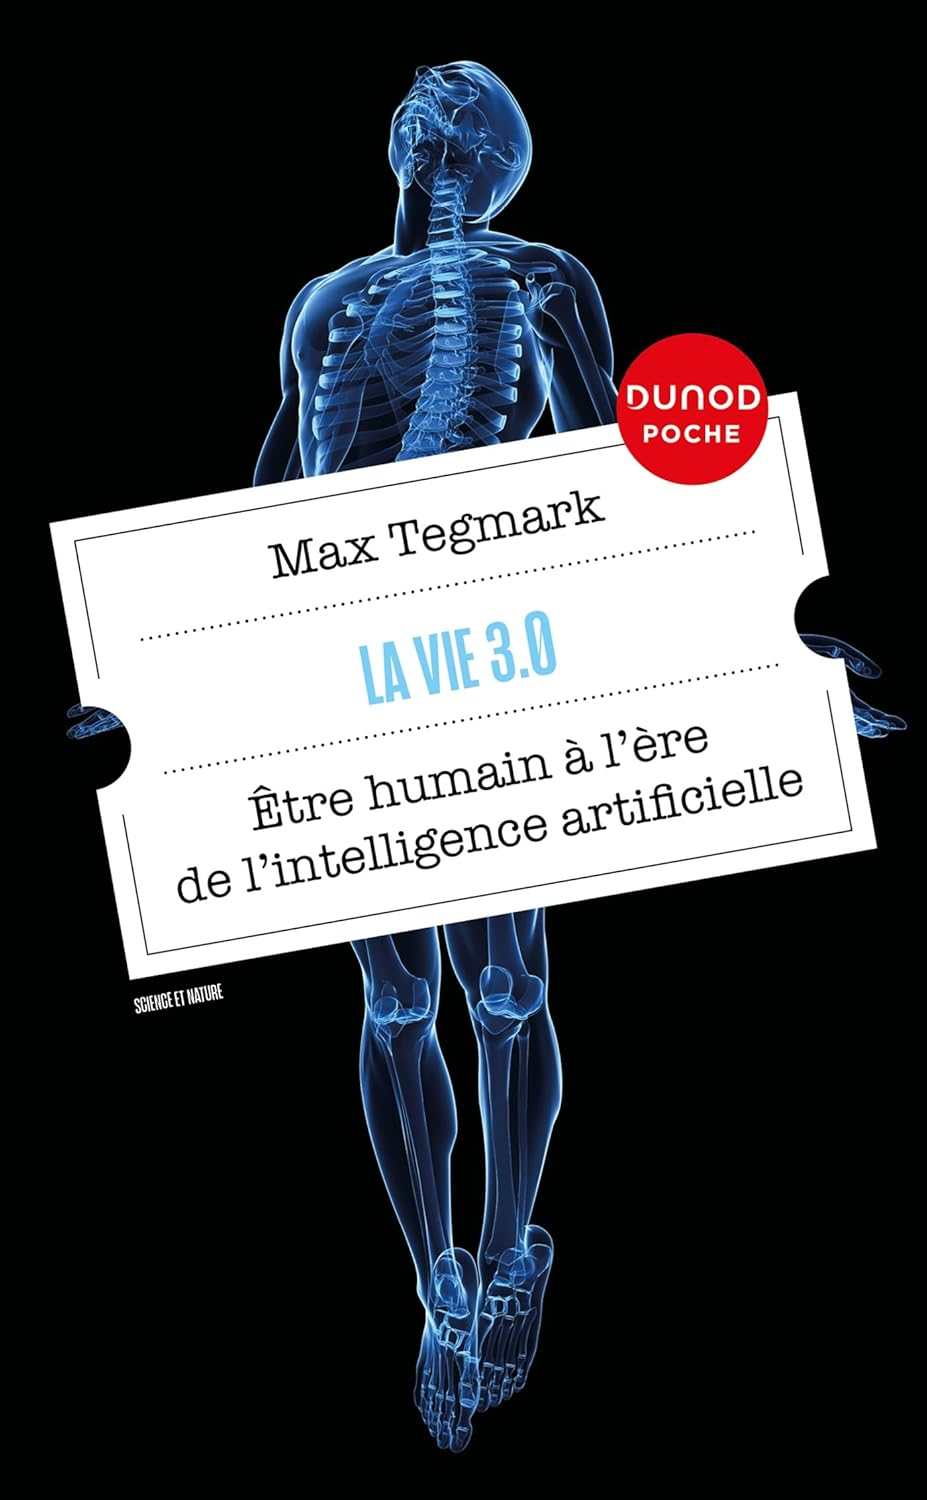 DUNOD
POCHE
Max Tegmark
LA VIE 3.0
Être humain à l'ère
de l'intelligence artificielle
SCIENCE ET NATURE